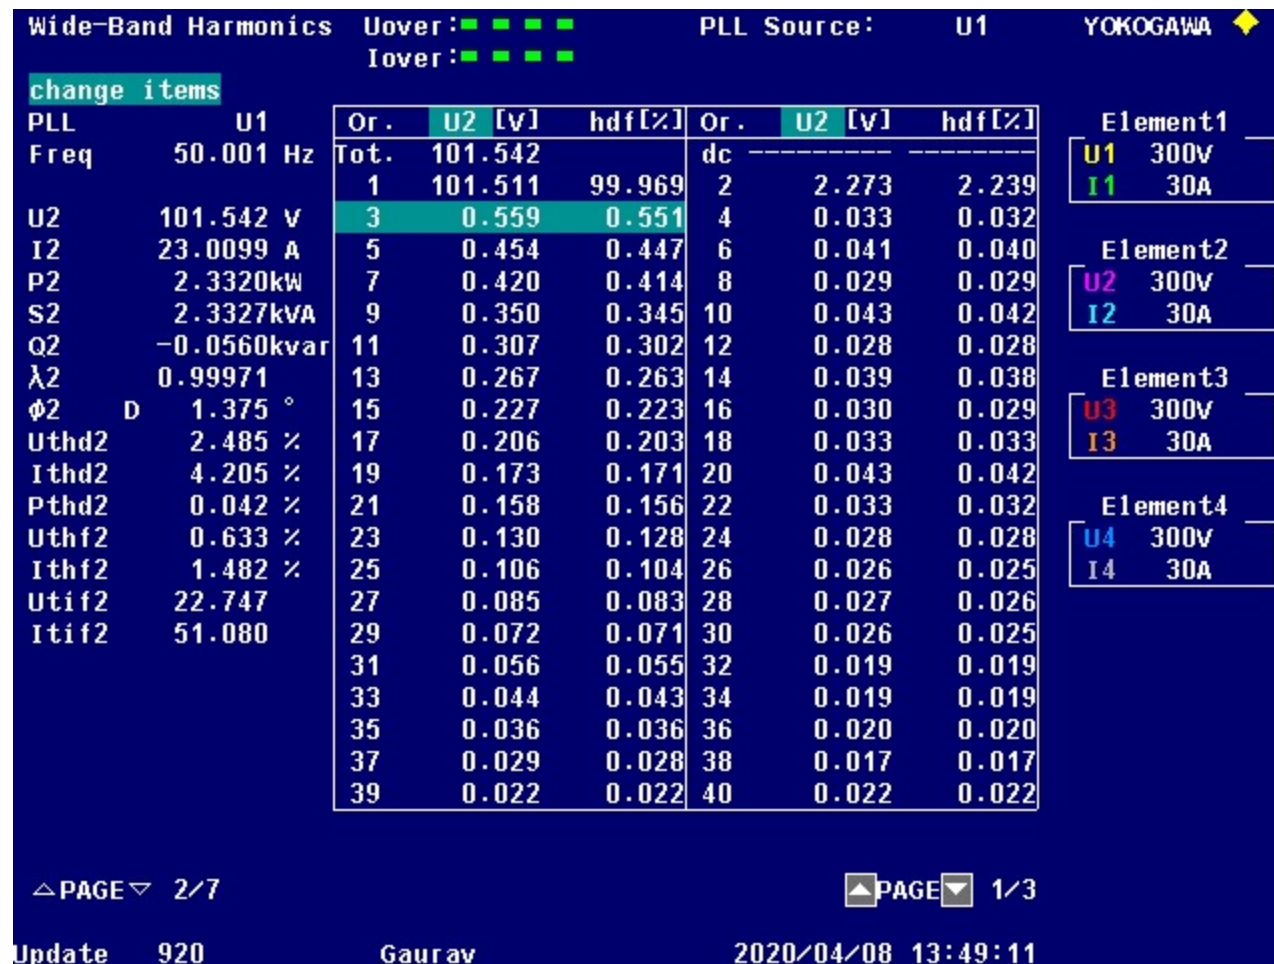 Wide-Band Harmonics Uover: PLL Source: U1 YOKOGAWA
Iover:
change items
PLL U1 Or. U2 [V] hdf[%] Or. U2 [V] hdf[%] Element1
Freq 50.001 Hz Tot. 101.542 dc --------- -------- U1 300V
1 101.511 99.969 2 2.273 2.239 I1 30A
U2 101.542 V 3 0.559 0.551 4 0.033 0.032
I2 23.0099 A 5 0.454 0.447 6 0.041 0.040 Element2
P2 2.3320kW 7 0.420 0.414 8 0.029 0.029 U2 300V
S2 2.3327kVA 9 0.350 0.345 10 0.043 0.042 I2 30A
Q2 -0.0560kvar 11 0.307 0.302 12 0.028 0.028
λ2 0.99971 13 0.267 0.263 14 0.039 0.038 Element3
ϕ2 D 1.375 ° 15 0.227 0.223 16 0.030 0.029 U3 300V
Uthd2 2.485 % 17 0.206 0.203 18 0.033 0.033 I3 30A
Ithd2 4.205 % 19 0.173 0.171 20 0.043 0.042
Pthd2 0.042 % 21 0.158 0.156 22 0.033 0.032 Element4
Uthf2 0.633 % 23 0.130 0.128 24 0.028 0.028 U4 300V
Ithf2 1.482 % 25 0.106 0.104 26 0.026 0.025 I4 30A
Utif2 22.747 27 0.085 0.083 28 0.027 0.026
Itif2 51.080 29 0.072 0.071 30 0.026 0.025
31 0.056 0.055 32 0.019 0.019
33 0.044 0.043 34 0.019 0.019
35 0.036 0.036 36 0.020 0.020
37 0.029 0.028 38 0.017 0.017
39 0.022 0.022 40 0.022 0.022
△PAGE▽ 2/7 ▲PAGE▼ 1/3
Update 920 Gaurav 2020/04/08 13:49:11